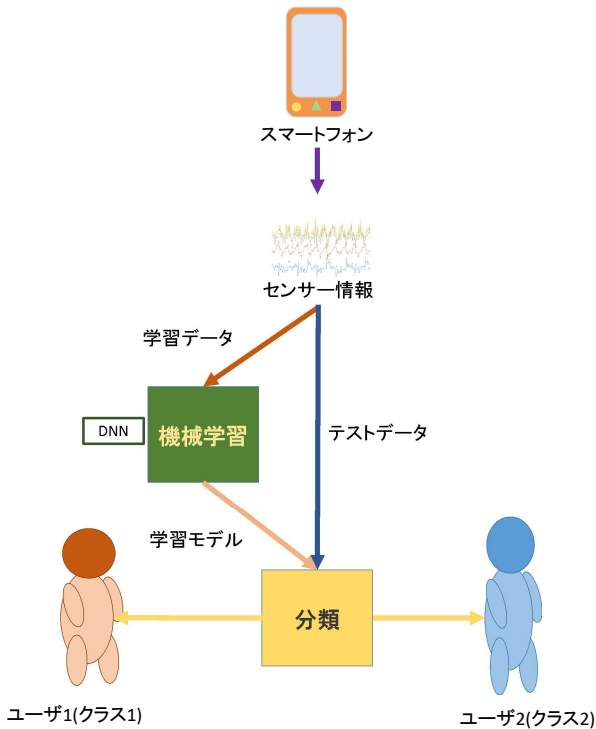 スマートフォン
センサー情報
学習データ
機械学習
DNN
テストデータ
学習モデル
分類
ユーザ1(クラス1)
ユーザ2(クラス2)